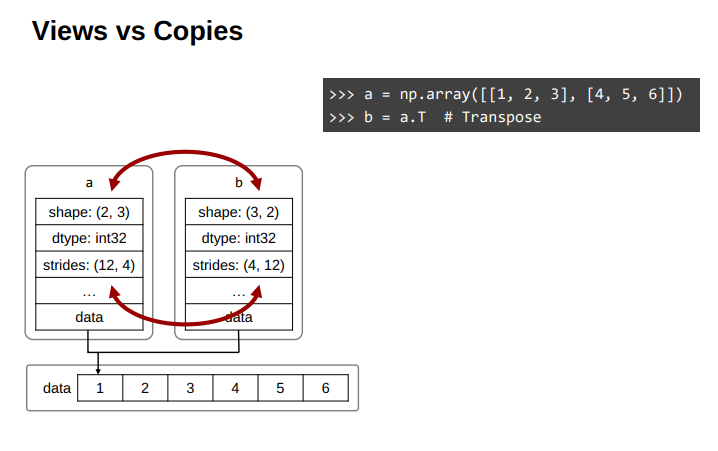 Views vs Copies
>>> a = np.array([[1, 2, 3], [4, 5, 6]])
>>> b = a.T  # Transpose
a
shape: (2, 3)
dtype: int32
strides: (12, 4)
...
data
b
shape: (3, 2)
dtype: int32
strides: (4, 12)
...
data
data 1 2 3 4 5 6